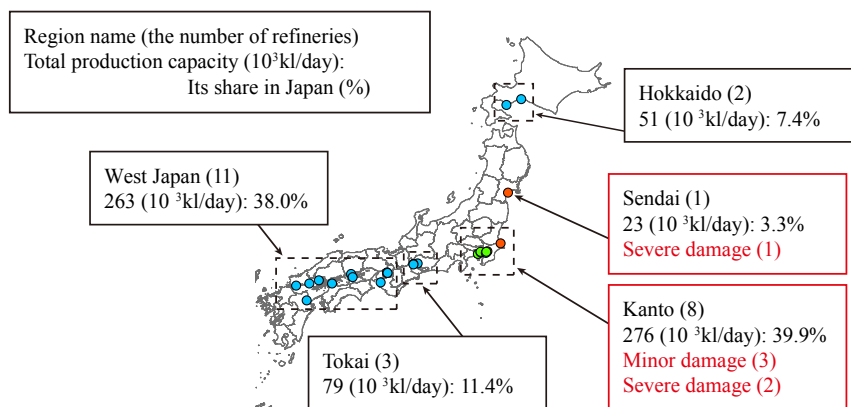 Region name (the number of refineries)
Total production capacity (10³kl/day):
Its share in Japan (%)
Hokkaido (2)
51 (10 ³kl/day): 7.4%
West Japan (11)
263 (10 ³kl/day): 38.0%
Sendai (1)
23 (10 ³kl/day): 3.3%
Severe damage (1)
Kanto (8)
276 (10 ³kl/day): 39.9%
Minor damage (3)
Severe damage (2)
Tokai (3)
79 (10 ³kl/day): 11.4%